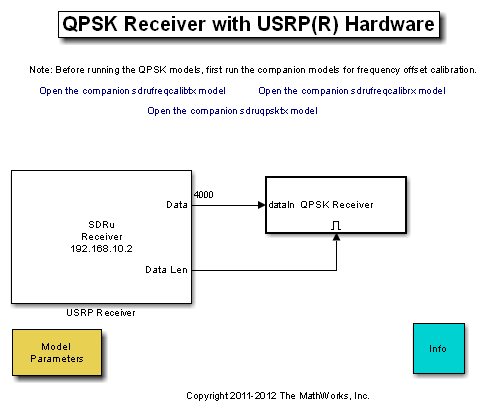 QPSK Receiver with USRP(R) Hardware
Note: Before running the QPSK models, first run the companion models for frequency offset calibration.
Open the companion sdrufreqcalibtx model
Open the companion sdrufreqcalibrx model
Open the companion sdruqpsktx model
SDRu
Receiver
192.168.10.2
Data
Data Len
4000
dataIn QPSK Receiver
USRP Receiver
Model
Parameters
Info
Copyright 2011-2012 The MathWorks, Inc.